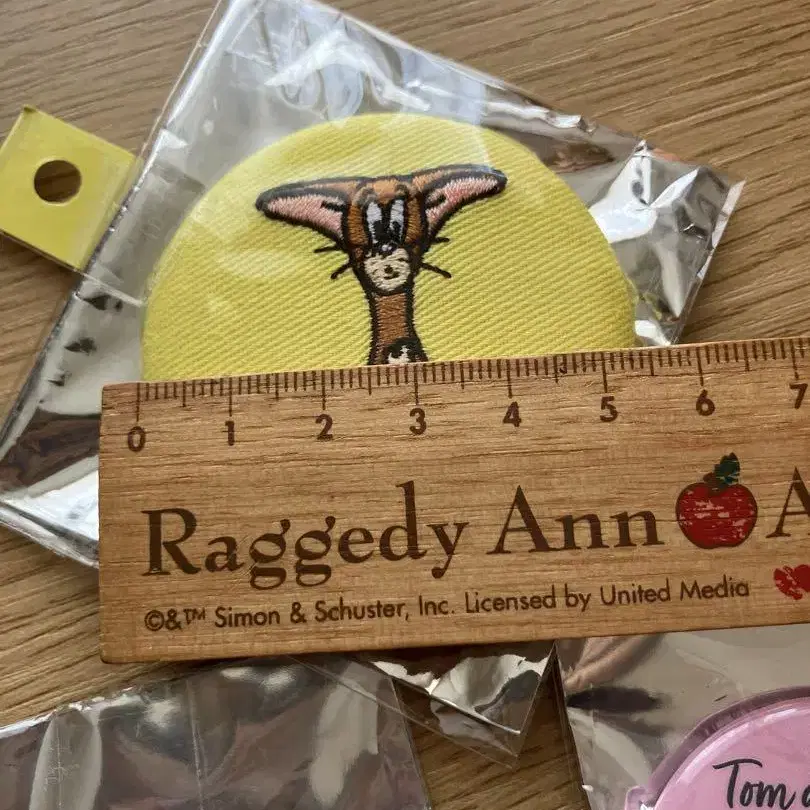 0 1 2 3 4 5 6 7
Raggedy Ann A
©&™ Simon & Schuster, Inc. Licensed by United Media
Tom